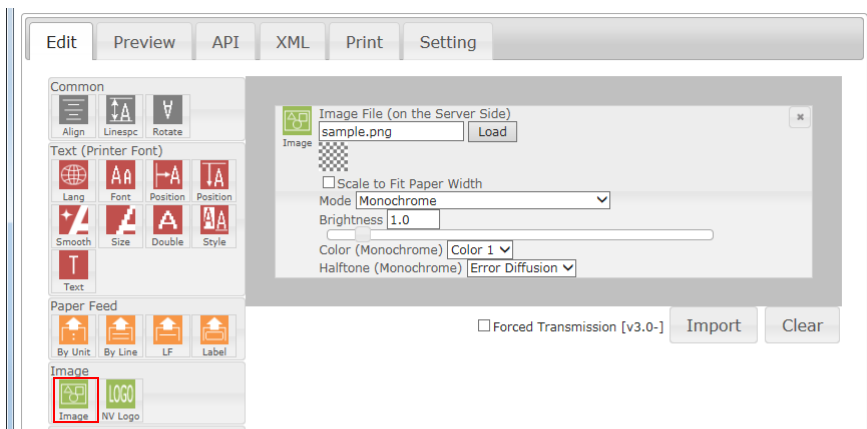 Edit Preview API XML Print Setting
Common
Align Linespc Rotate
Text (Printer Font)
Lang Font Position Position
Smooth Size Double Style
Text
Paper Feed
By Unit By Line LF Label
Image
LOGO
Image NV Logo
Image File (on the Server Side)
sample.png Load
Image
Scale to Fit Paper Width
Mode Monochrome
Brightness 1.0
Color (Monochrome) Color 1
Halftone (Monochrome) Error Diffusion
Forced Transmission [v3.0-] Import Clear